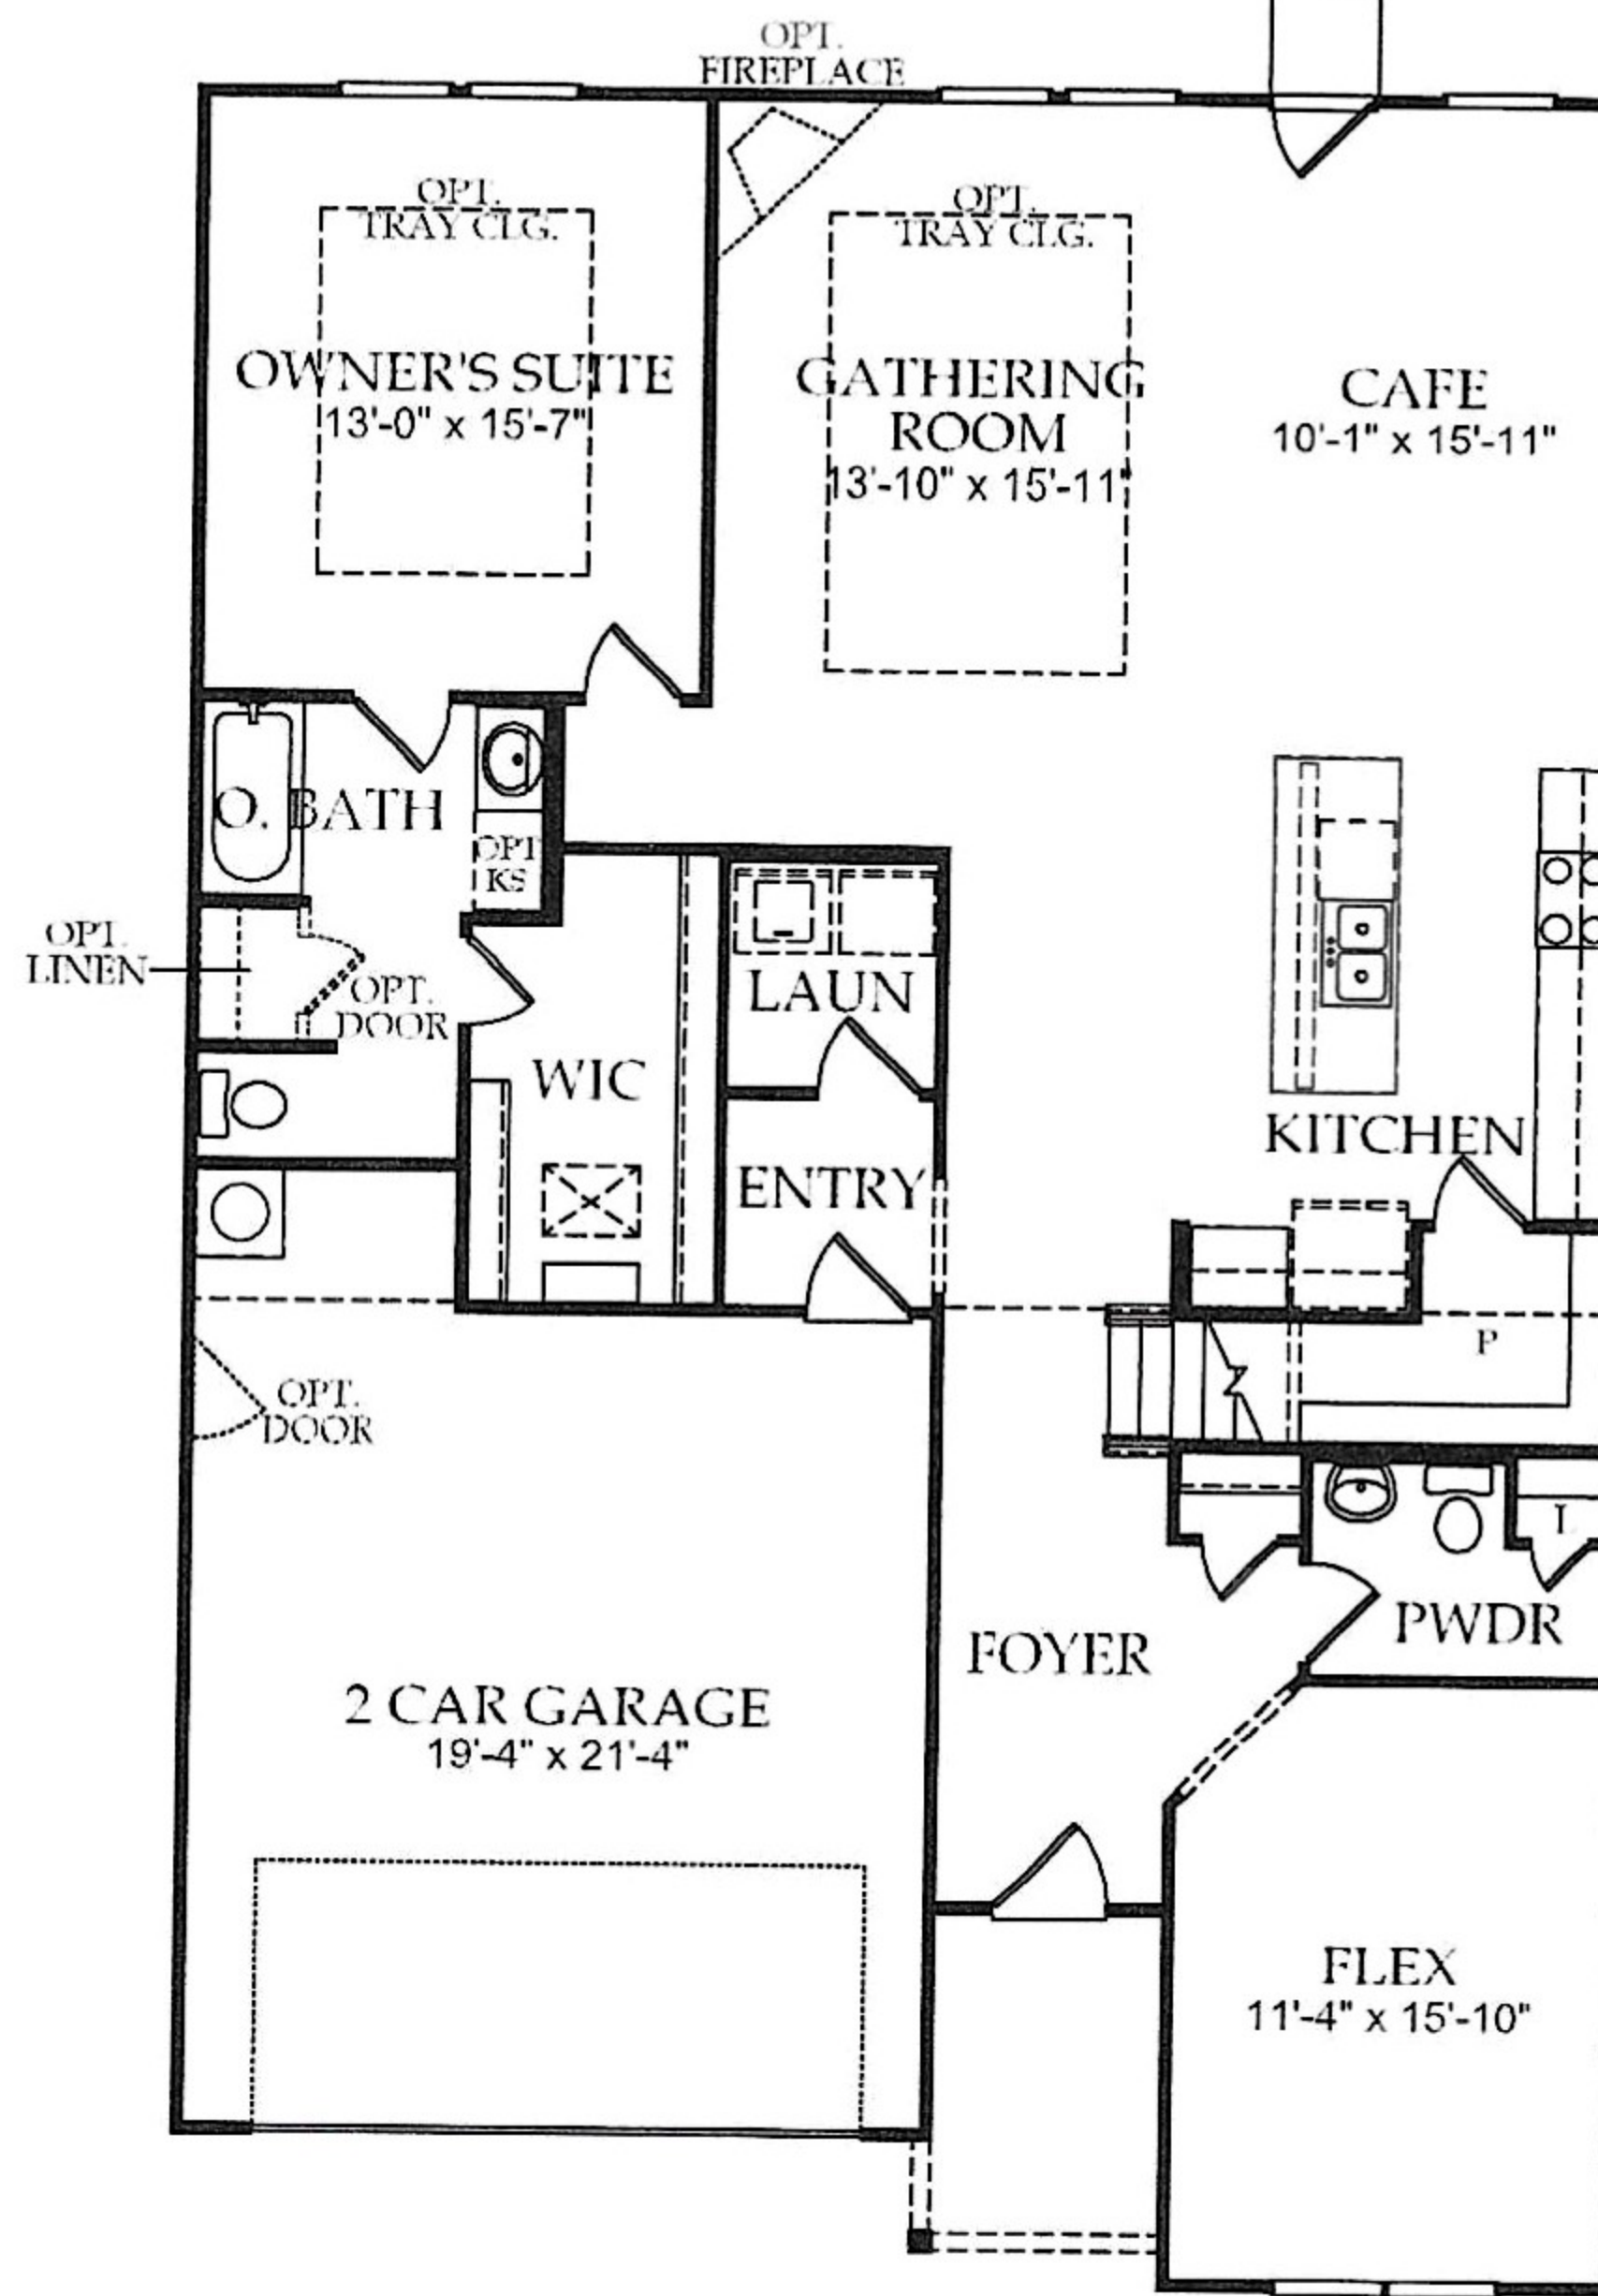 OPT.
FIREPLACE
OPT.
TRAY CLG.
OWNER'S SUITE
13'-0" x 15'-7"
OPT.
TRAY CLG.
GATHERING
ROOM
13'-10" x 15'-11"
CAFE
10'-1" x 15'-11"
O. BATH
OPT
KS
OPT.
LINEN
OPT.
DOOR
LAUN
WIC
KITCHEN
ENTRY
P
OPT.
DOOR
L
PWDR
FOYER
2 CAR GARAGE
19'-4" x 21'-4"
FLEX
11'-4" x 15'-10"